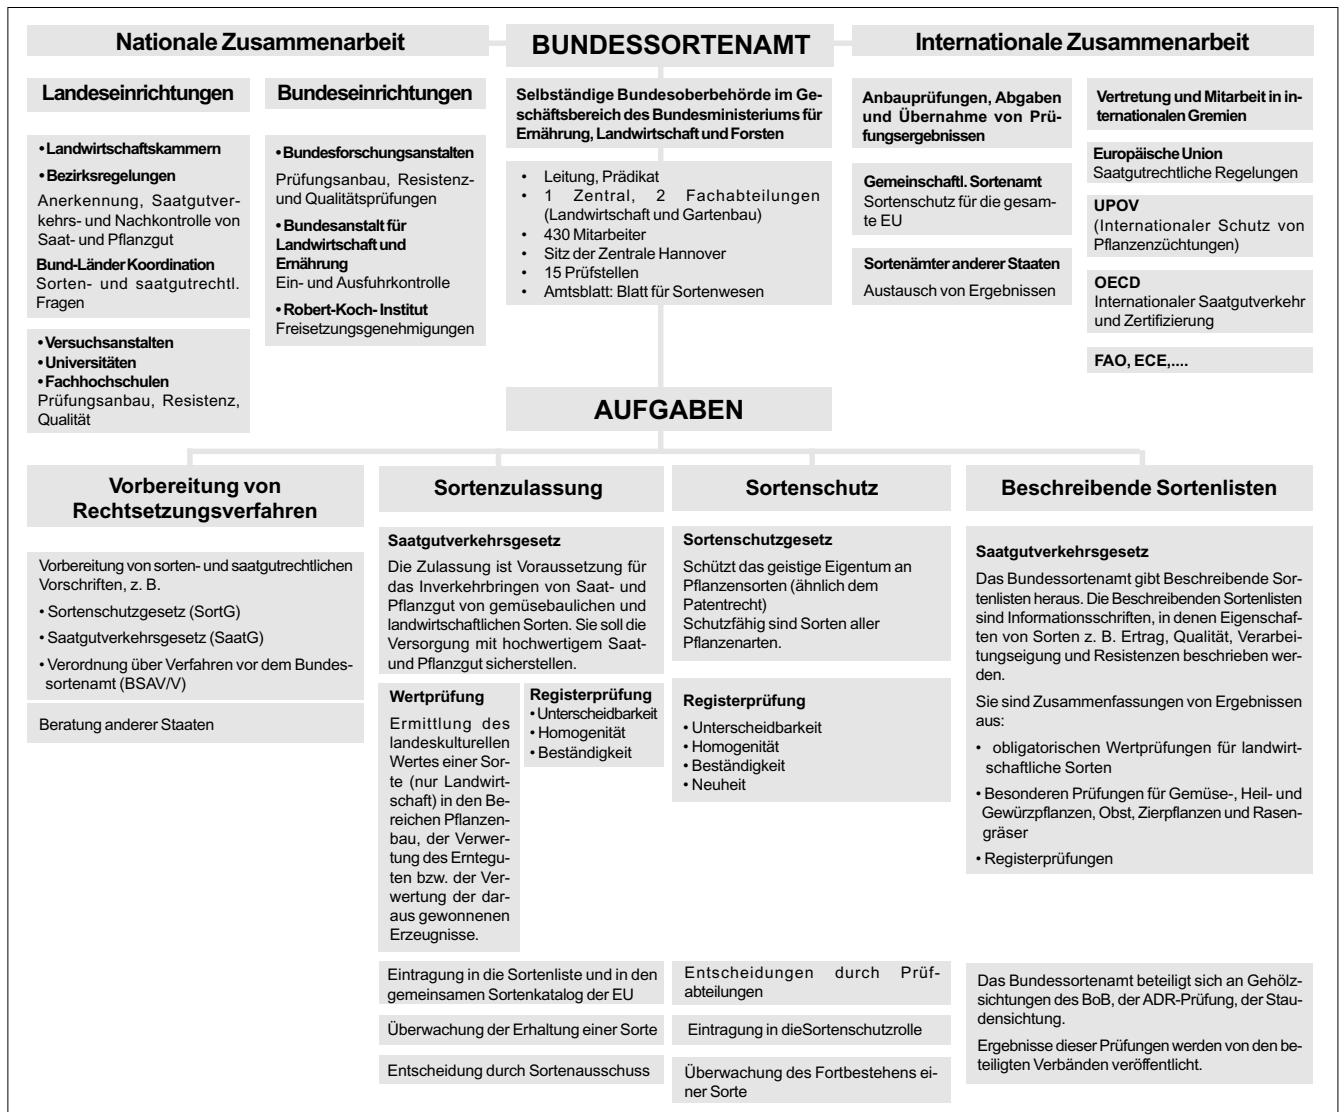 Nationale Zusammenarbeit
BUNDESSORTENAMT
Internationale Zusammenarbeit
Landeseinrichtungen
• Landwirtschaftskammern
• Bezirksregelungen
Anerkennung, Saatgutver-
kehrs- und Nachkontrolle von
Saat- und Pflanzgut
Bund-Länder Koordination
Sorten- und saatgutrechtl.
Fragen
• Versuchsanstalten
• Universitäten
• Fachhochschulen
Prüfungsanbau, Resistenz,
Qualität
Bundeseinrichtungen
• Bundesforschungsanstalten
Prüfungsanbau, Resistenz-
und Qualitätsprüfungen
• Bundesanstalt für
Landwirtschaft und
Ernährung
Ein- und Ausfuhrkontrolle
• Robert-Koch- Institut
Freisetzungsgenehmigungen
Selbständige Bundesoberbehörde im Ge-
schäftsbereich des Bundesministeriums für
Ernährung, Landwirtschaft und Forsten
• Leitung, Prädikat
• 1 Zentral, 2 Fachabteilungen
(Landwirtschaft und Gartenbau)
• 430 Mitarbeiter
• Sitz der Zentrale Hannover
• 15 Prüfstellen
• Amtsblatt: Blatt für Sortenwesen
Anbauprüfungen, Abgaben
und Übernahme von Prü-
fungsergebnissen
Gemeinschaftl. Sortenamt
Sortenschutz für die gesam-
te EU
Sortenämter anderer Staaten
Austausch von Ergebnissen
Vertretung und Mitarbeit in in-
ternationalen Gremien
Europäische Union
Saatgutrechtliche Regelungen
UPOV
(Internationaler Schutz von
Pflanzenzüchtungen)
OECD
Internationaler Saatgutverkehr
und Zertifizierung
FAO, ECE,....
AUFGABEN
Vorbereitung von
Rechtsetzungsverfahren
Vorbereitung von sorten- und saatgutrechtlichen
Vorschriften, z. B.
• Sortenschutzgesetz (SortG)
• Saatgutverkehrsgesetz (SaatG)
• Verordnung über Verfahren vor dem Bundes-
sortenamt (BSAV/V)
Beratung anderer Staaten
Sortenzulassung
Saatgutverkehrsgesetz
Die Zulassung ist Voraussetzung für
das Inverkehrbringen von Saat- und
Pflanzgut von gemüsebaulichen und
landwirtschaftlichen Sorten. Sie soll die
Versorgung mit hochwertigem Saat-
und Pflanzgut sicherstellen.
Wertprüfung
Ermittlung des
landeskulturellen
Wertes einer Sor-
te (nur Landwirt-
schaft) in den Be-
reichen Pflanzen-
bau, der Verwer-
tung des Erntegu-
ten bzw. der Ver-
wertung der dar-
aus gewonnenen
Erzeugnisse.
Registerprüfung
• Unterscheidbarkeit
• Homogenität
• Beständigkeit
Eintragung in die Sortenliste und in den
gemeinsamen Sortenkatalog der EU
Überwachung der Erhaltung einer Sorte
Entscheidung durch Sortenausschuss
Sortenschutz
Sortenschutzgesetz
Schützt das geistige Eigentum an
Pflanzensorten (ähnlich dem
Patentrecht)
Schutzfähig sind Sorten aller
Pflanzenarten.
Registerprüfung
• Unterscheidbarkeit
• Homogenität
• Beständigkeit
• Neuheit
Entscheidungen durch Prüf-
abteilungen
Eintragung in dieSortenschutzrolle
Überwachung des Fortbestehens ei-
ner Sorte
Beschreibende Sortenlisten
Saatgutverkehrsgesetz
Das Bundessortenamt gibt Beschreibende Sor-
tenlisten heraus. Die Beschreibenden Sortenlisten
sind Informationsschriften, in denen Eigenschaf-
ten von Sorten z. B. Ertrag, Qualität, Verarbei-
tungseigung und Resistenzen beschrieben wer-
den.
Sie sind Zusammenfassungen von Ergebnissen
aus:
• obligatorischen Wertprüfungen für landwirt-
schaftliche Sorten
• Besonderen Prüfungen für Gemüse-, Heil- und
Gewürzpflanzen, Obst, Zierpflanzen und Rasen-
gräser
• Registerprüfungen
Das Bundessortenamt beteiligt sich an Gehölz-
sichtungen des BoB, der ADR-Prüfung, der Stau-
densichtung.
Ergebnisse dieser Prüfungen werden von den be-
teiligten Verbänden veröffentlicht.